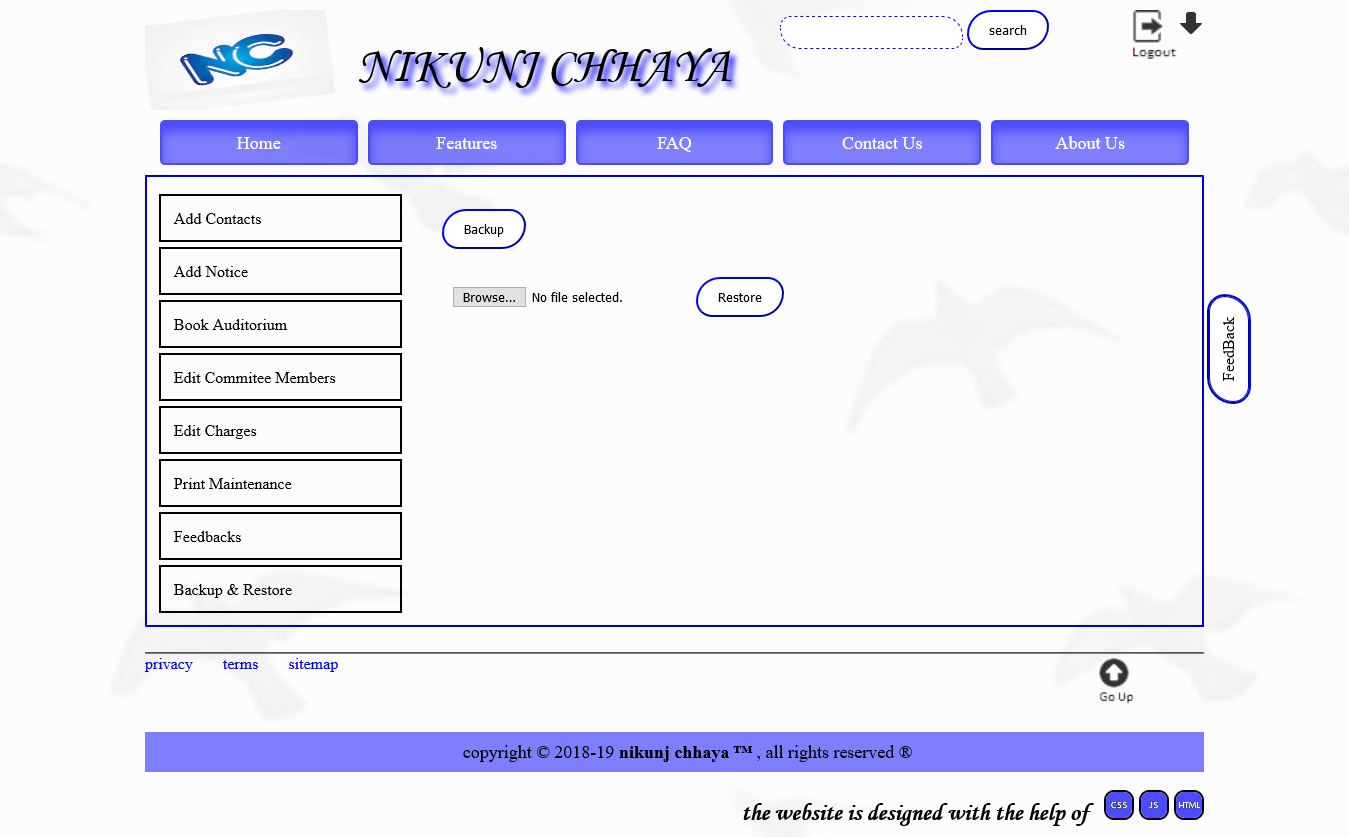 NC
NIKUNJ CHHAYA
search
Logout
Home Features FAQ Contact Us About Us
Add Contacts
Add Notice
Book Auditorium
Edit Commitee Members
Edit Charges
Print Maintenance
Feedbacks
Backup & Restore
Backup
Browse... No file selected. Restore
FeedBack
privacy terms sitemap
Go Up
copyright © 2018-19 nikunj chhaya ™ , all rights reserved ®
the website is designed with the help of CSS JS HTML